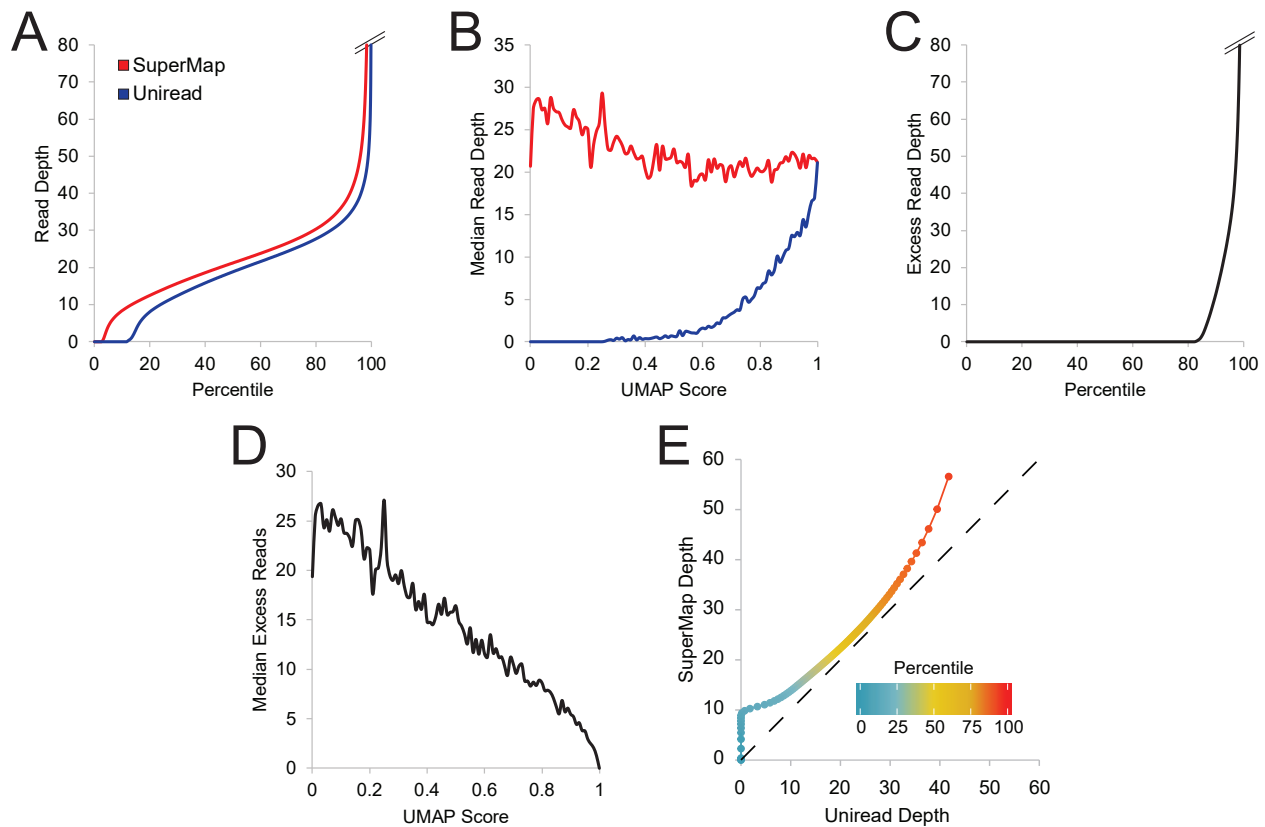 A
80
70
60
50
40
30
20
10
0
Read Depth
SuperMap
Uniread
0 20 40 60 80 100
Percentile
B
35
30
25
20
15
10
5
0
Median Read Depth
0 0.2 0.4 0.6 0.8 1
UMAP Score
C
80
70
60
50
40
30
20
10
0
Excess Read Depth
0 20 40 60 80 100
Percentile
D
30
25
20
15
10
5
0
Median Excess Reads
0 0.2 0.4 0.6 0.8 1
UMAP Score
E
60
50
40
30
20
10
0
SuperMap Depth
Percentile
0 25 50 75 100
0 10 20 30 40 50 60
Uniread Depth